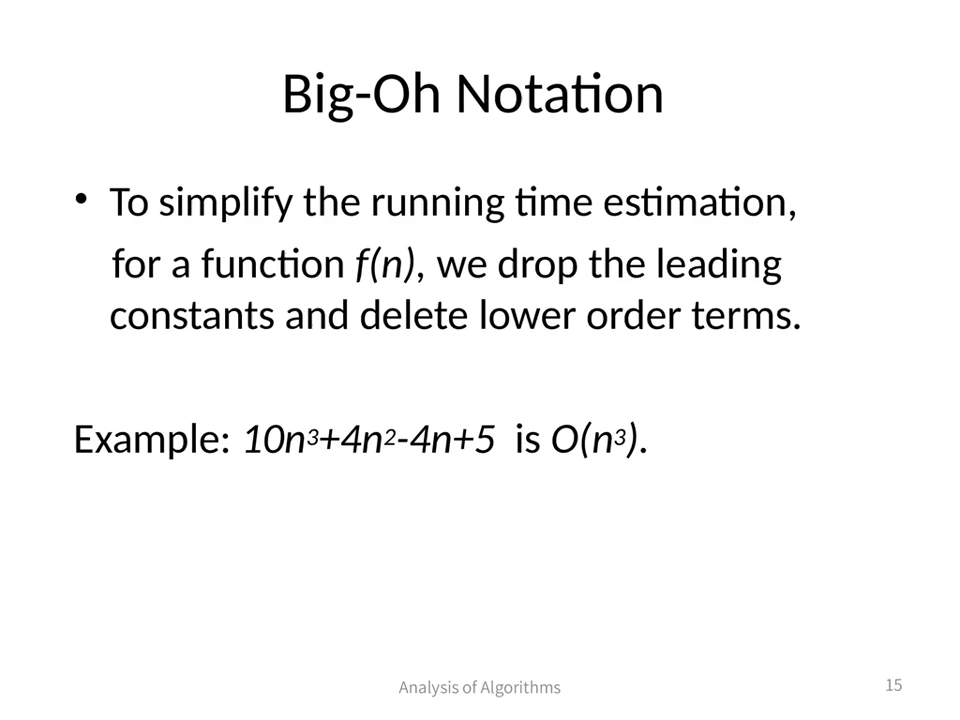 Big-Oh Notation
• To simplify the running time estimation,
for a function f(n), we drop the leading
constants and delete lower order terms.
Example: 10n³+4n²-4n+5 is O(n³).
Analysis of Algorithms
15